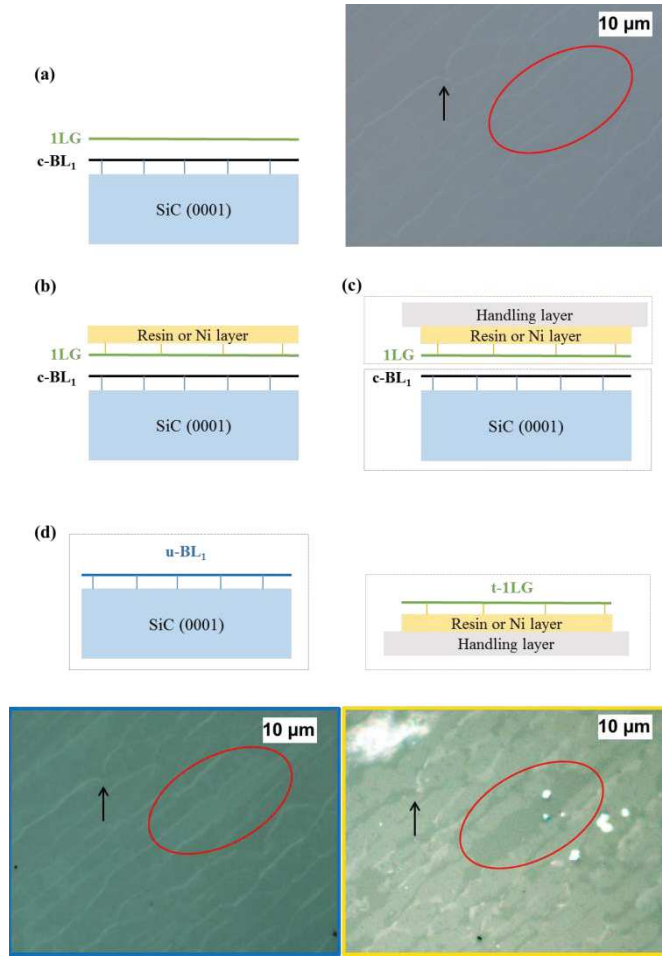 (a)
10 µm
1LG
c-BL₁
SiC (0001)
(b)
Resin or Ni layer
1LG
c-BL₁
SiC (0001)
(c)
Handling layer
Resin or Ni layer
1LG
c-BL₁
SiC (0001)
(d)
u-BL₁
SiC (0001)
t-1LG
Resin or Ni layer
Handling layer
10 µm
10 µm